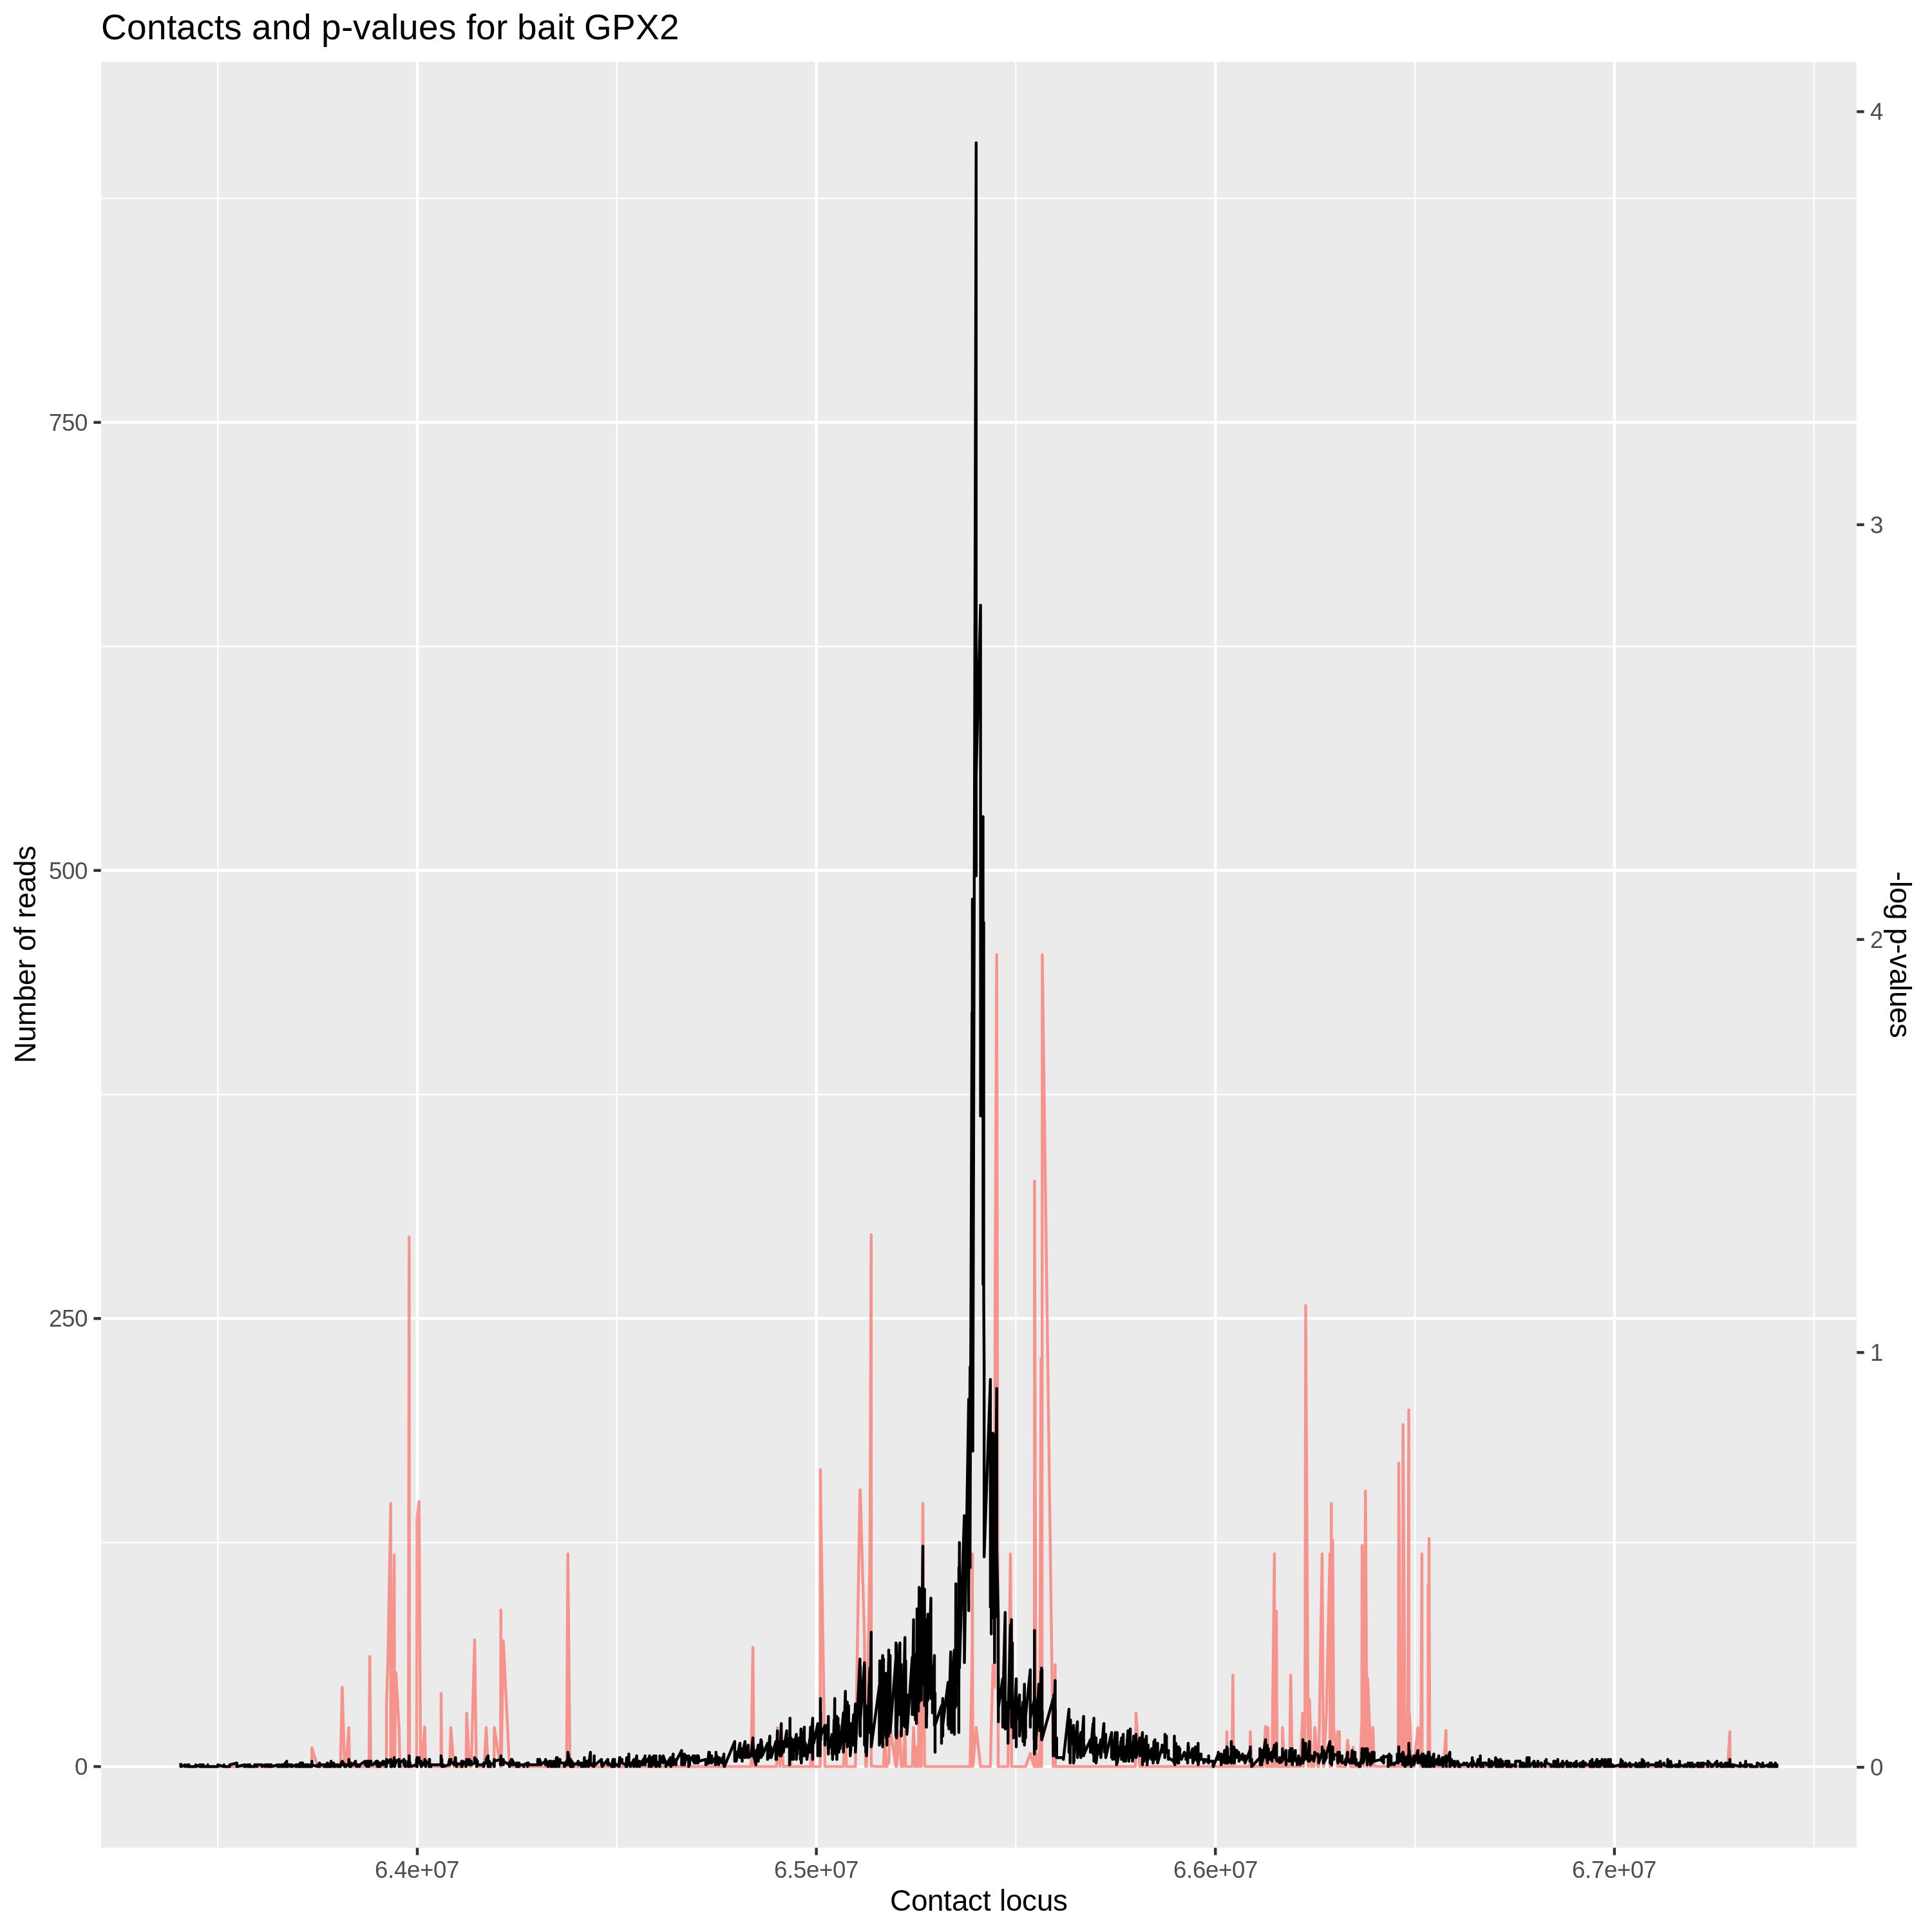 Contacts and p-values for bait GPX2
4
750
3
500
2
250
1
0
0
Number of reads
-log p-values
6.4e+07
6.5e+07
6.6e+07
6.7e+07
Contact locus